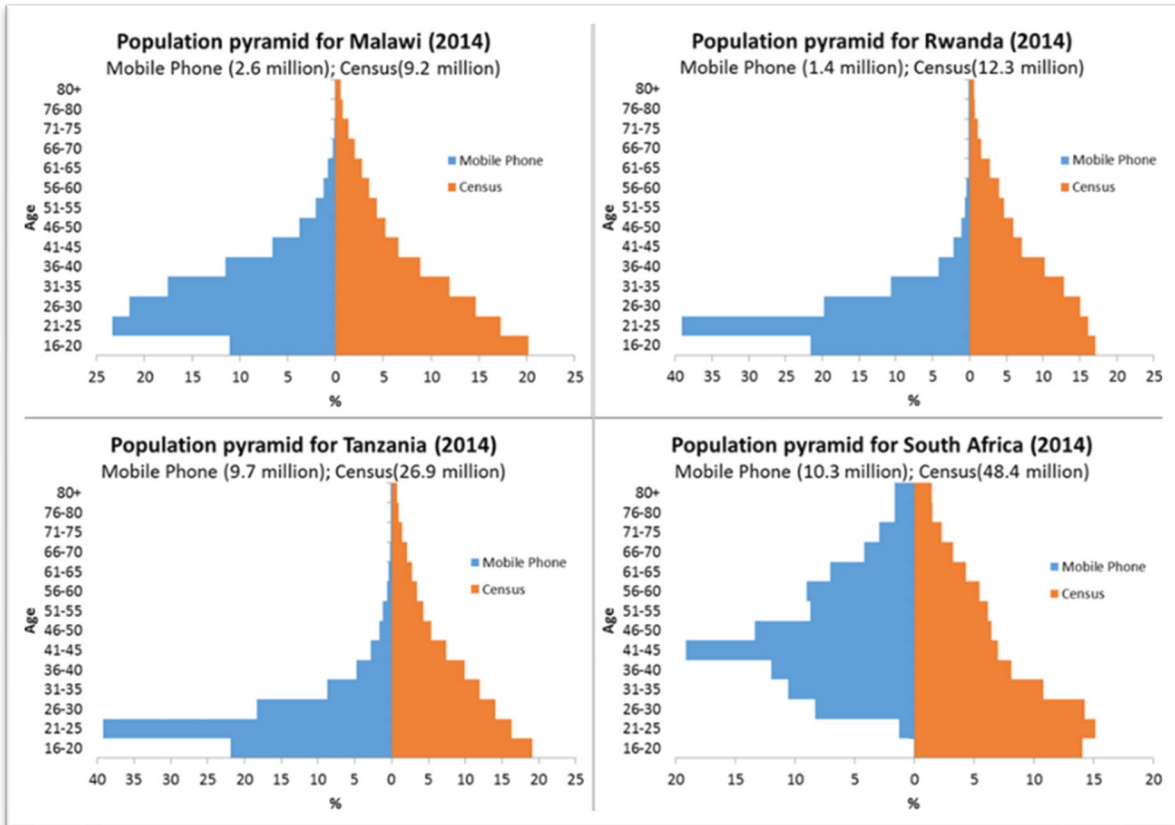 Population pyramid for Malawi (2014)
Mobile Phone (2.6 million); Census(9.2 million)
80+
76-80
71-75
66-70
61-65
56-60
51-55
46-50
41-45
36-40
31-35
26-30
21-25
16-20
Age
Mobile Phone
Census
25 20 15 10 5 0 5 10 15 20 25
%
Population pyramid for Rwanda (2014)
Mobile Phone (1.4 million); Census(12.3 million)
80+
76-80
71-75
66-70
61-65
56-60
51-55
46-50
41-45
36-40
31-35
26-30
21-25
16-20
Age
Mobile Phone
Census
40 35 30 25 20 15 10 5 0 5 10 15 20 25
%
Population pyramid for Tanzania (2014)
Mobile Phone (9.7 million); Census(26.9 million)
80+
76-80
71-75
66-70
61-65
56-60
51-55
46-50
41-45
36-40
31-35
26-30
21-25
16-20
Age
Mobile Phone
Census
40 35 30 25 20 15 10 5 0 5 10 15 20 25
%
Population pyramid for South Africa (2014)
Mobile Phone (10.3 million); Census(48.4 million)
80+
76-80
71-75
66-70
61-65
56-60
51-55
46-50
41-45
36-40
31-35
26-30
21-25
16-20
Age
Mobile Phone
Census
20 15 10 5 0 5 10 15 20
%